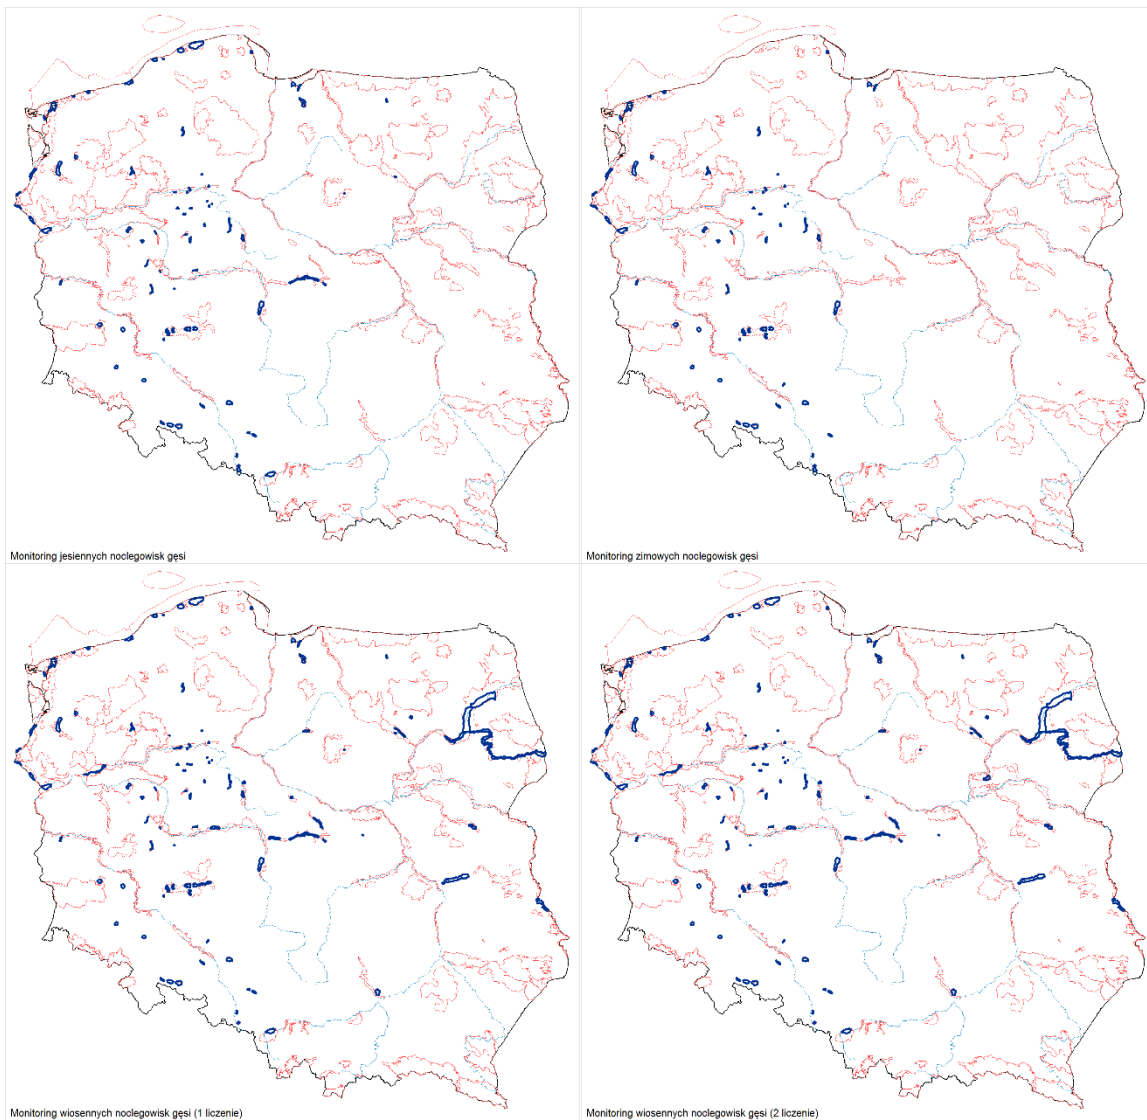 Monitoring jesiennych noclegowisk gęsi
Monitoring zimowych noclegowisk gęsi
Monitoring wiosennych noclegowisk gęsi (1 liczenie)
Monitoring wiosennych noclegowisk gęsi (2 liczenie)